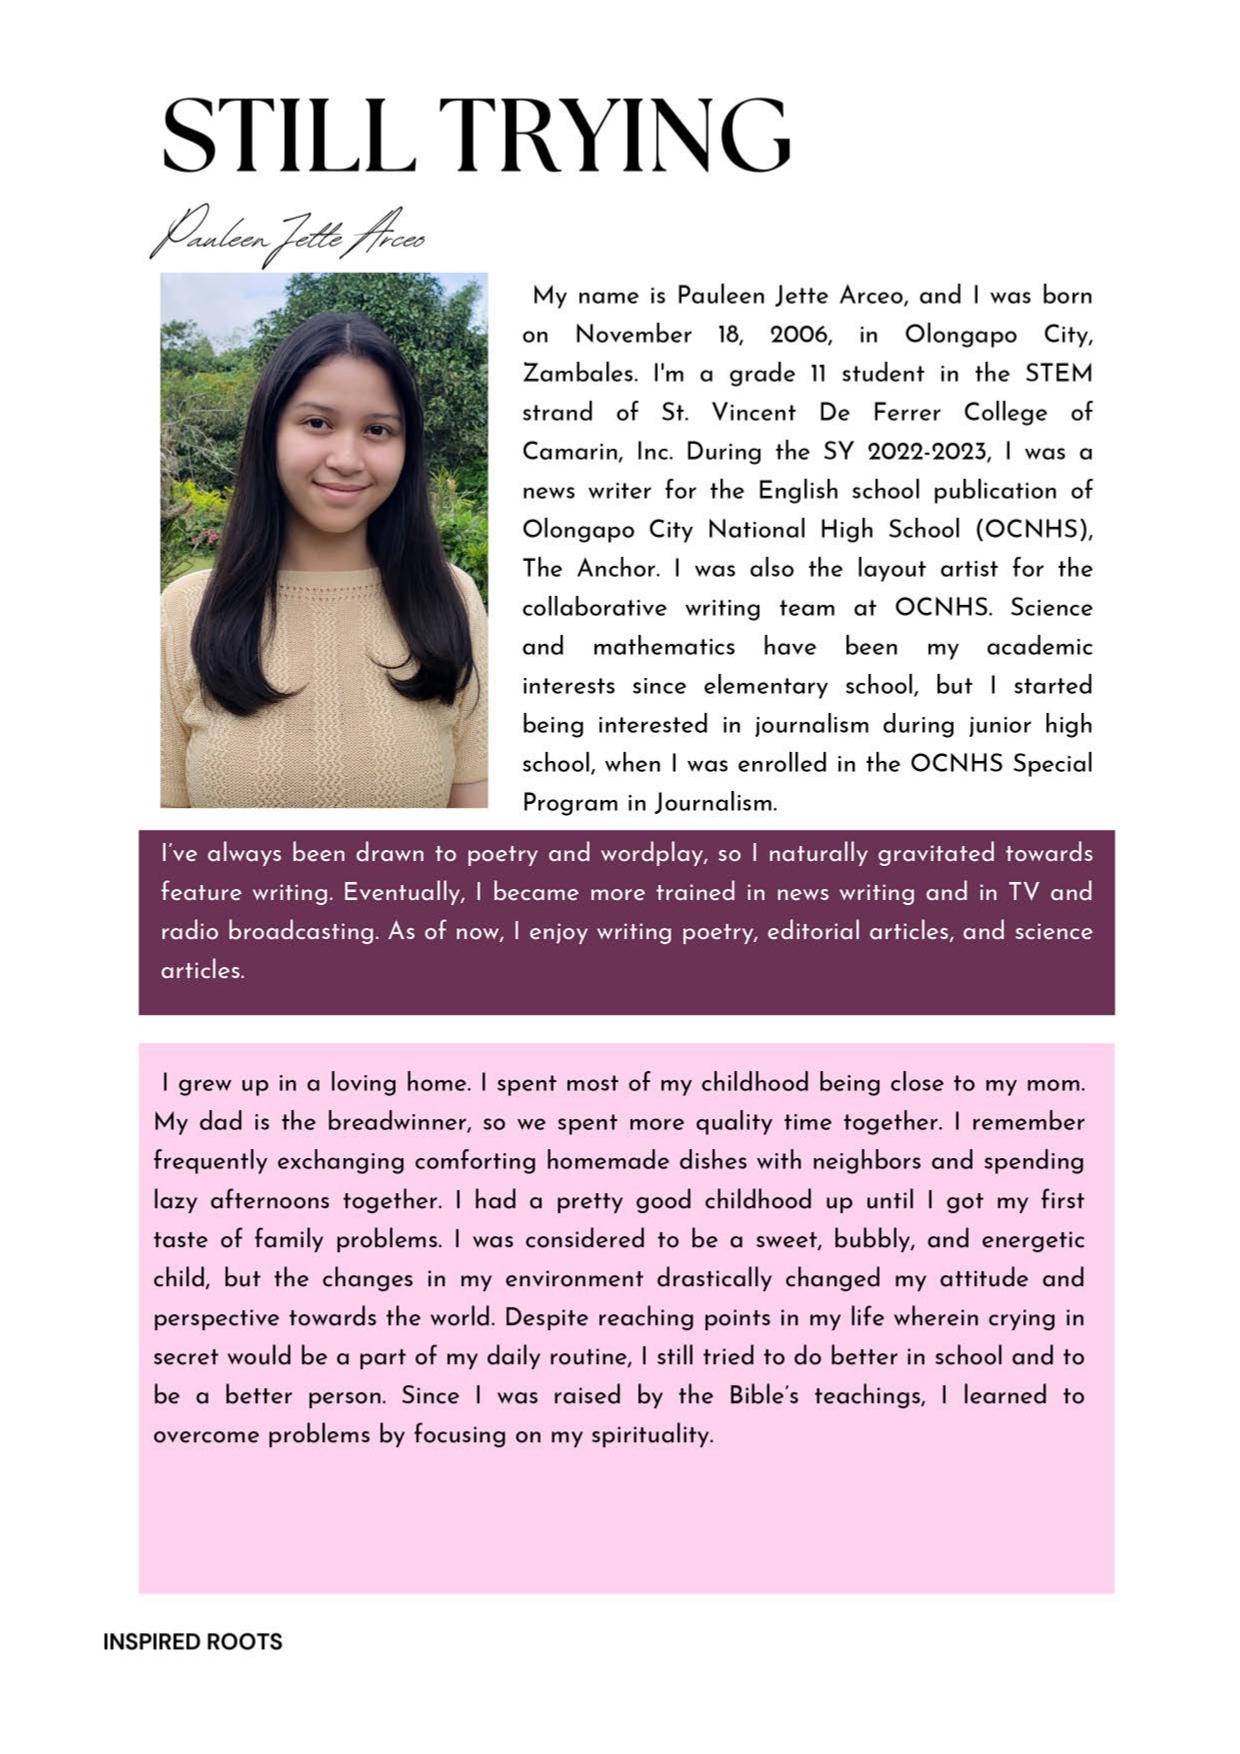 STILL TRYING
Pauleen Jette Arceo
My name is Pauleen Jette Arceo, and I was born
on November 18, 2006, in Olongapo City,
Zambales. I'm a grade 11 student in the STEM
strand of St. Vincent De Ferrer College of
Camarin, Inc. During the SY 2022-2023, I was a
news writer for the English school publication of
Olongapo City National High School (OCNHS),
The Anchor. I was also the layout artist for the
collaborative writing team at OCNHS. Science
and mathematics have been my academic
interests since elementary school, but I started
being interested in journalism during junior high
school, when I was enrolled in the OCNHS Special
Program in Journalism.
I’ve always been drawn to poetry and wordplay, so I naturally gravitated towards
feature writing. Eventually, I became more trained in news writing and in TV and
radio broadcasting. As of now, I enjoy writing poetry, editorial articles, and science
articles.
I grew up in a loving home. I spent most of my childhood being close to my mom.
My dad is the breadwinner, so we spent more quality time together. I remember
frequently exchanging comforting homemade dishes with neighbors and spending
lazy afternoons together. I had a pretty good childhood up until I got my first
taste of family problems. I was considered to be a sweet, bubbly, and energetic
child, but the changes in my environment drastically changed my attitude and
perspective towards the world. Despite reaching points in my life wherein crying in
secret would be a part of my daily routine, I still tried to do better in school and to
be a better person. Since I was raised by the Bible’s teachings, I learned to
overcome problems by focusing on my spirituality.
INSPIRED ROOTS